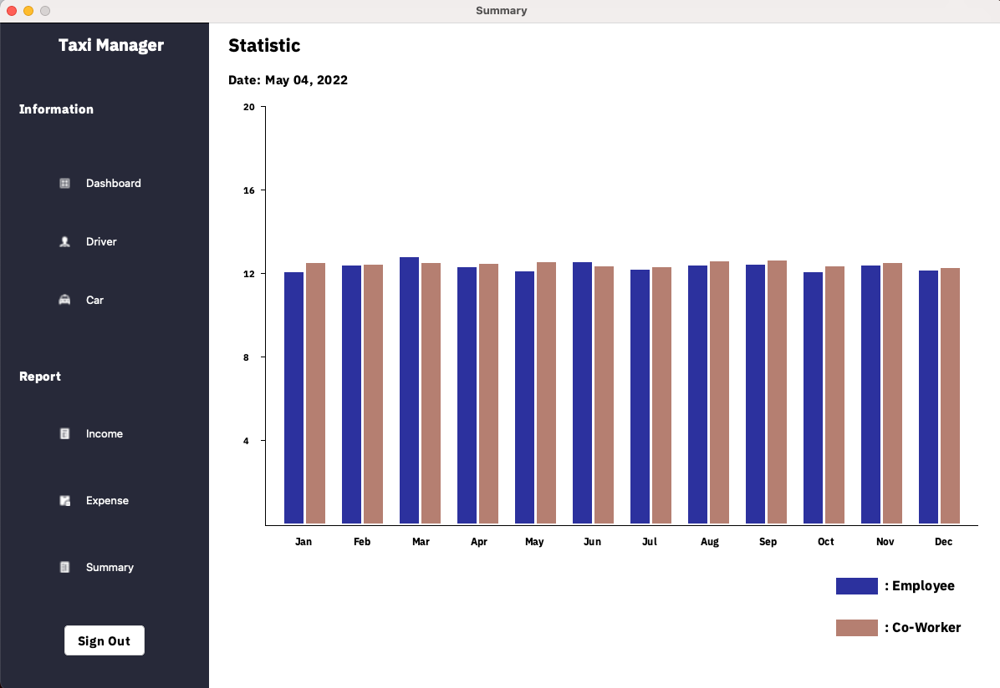 Summary
Taxi Manager
Information
Dashboard
Driver
Car
Report
Income
Expense
Summary
Sign Out
Statistic
Date: May 04, 2022
20
16
12
8
4
Jan Feb Mar Apr May Jun Jul Aug Sep Oct Nov Dec
: Employee
: Co-Worker